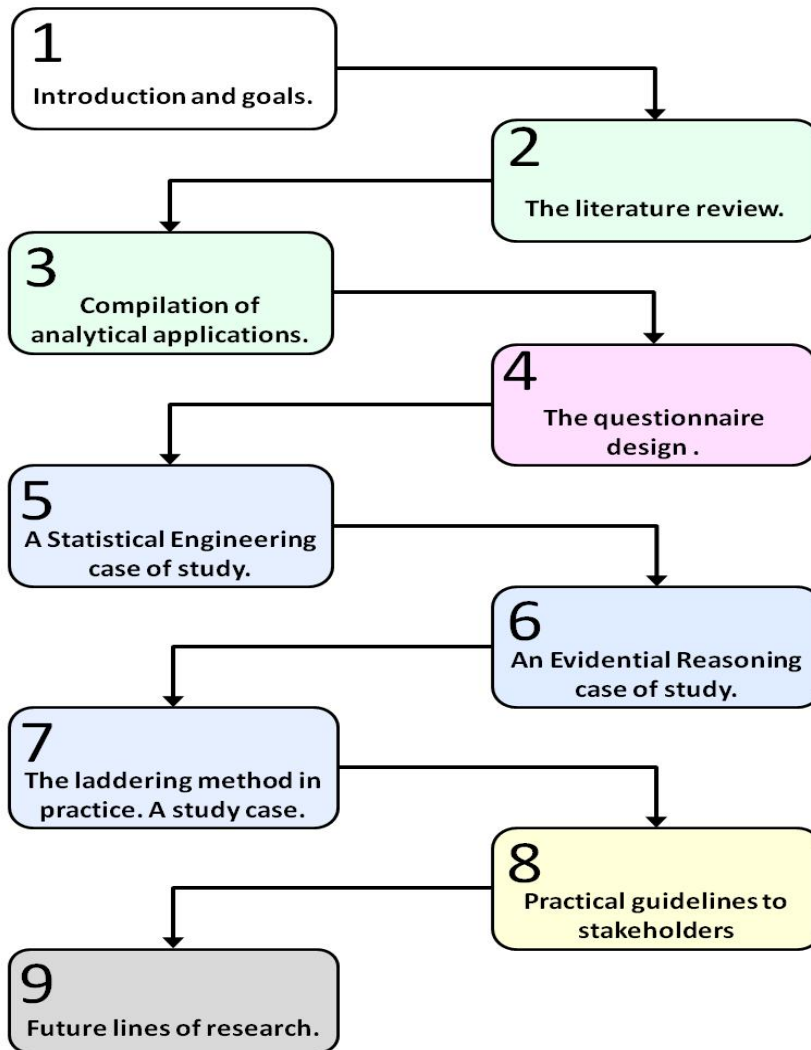 1
Introduction and goals.
2
The literature review.
3
Compilation of
analytical applications.
4
The questionnaire
design .
5
A Statistical Engineering
case of study.
6
An Evidential Reasoning
case of study.
7
The laddering method in
practice. A study case.
8
Practical guidelines to
stakeholders
9
Future lines of research.